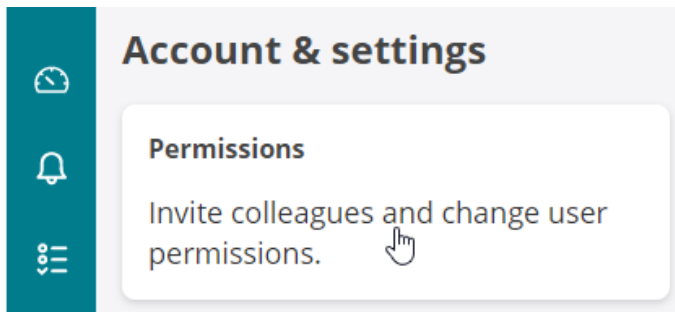 Account & settings
Permissions
Invite colleagues and change user
permissions.